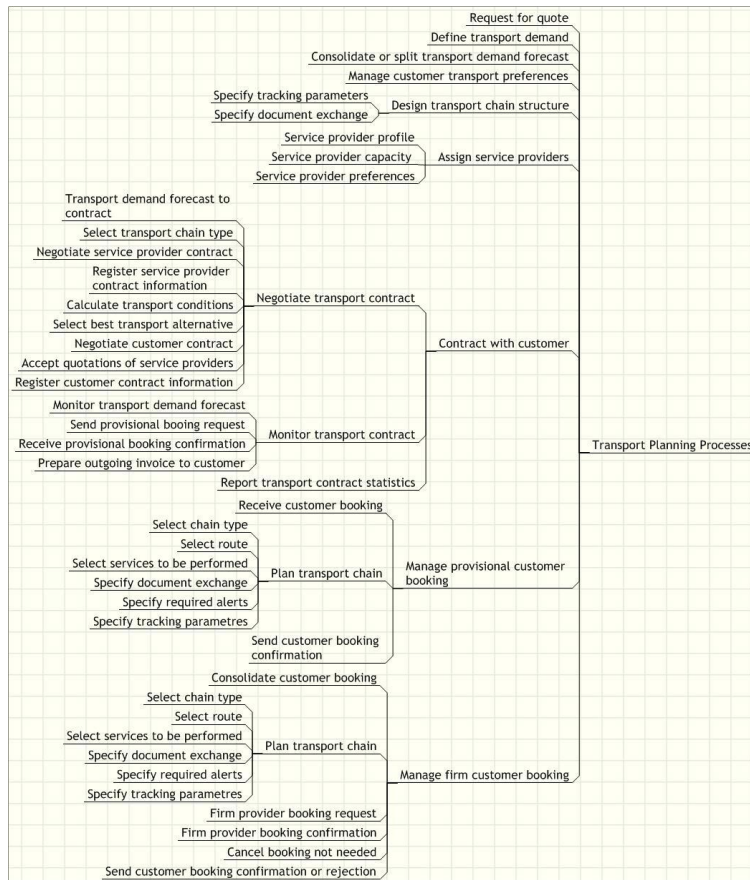 Request for quote
Define transport demand
Consolidate or split transport demand forecast
Manage customer transport preferences
Specify tracking parameters
Specify document exchange
Design transport chain structure
Service provider profile
Service provider capacity
Service provider preferences
Assign service providers
Transport demand forecast to
contract
Select transport chain type
Negotiate service provider contract
Register service provider
contract information
Calculate transport conditions
Select best transport alternative
Negotiate customer contract
Accept quotations of service providers
Register customer contract information
Negotiate transport contract
Contract with customer
Monitor transport demand forecast
Send provisional booing request
Receive provisional booking confirmation
Prepare outgoing invoice to customer
Monitor transport contract
Report transport contract statistics
Transport Planning Processes
Receive customer booking
Select chain type
Select route
Select services to be performed
Specify document exchange
Specify required alerts
Specify tracking parametres
Plan transport chain
Manage provisional customer
booking
Send customer booking
confirmation
Consolidate customer booking
Select chain type
Select route
Select services to be performed
Specify document exchange
Specify required alerts
Specify tracking parametres
Plan transport chain
Manage firm customer booking
Firm provider booking request
Firm provider booking confirmation
Cancel booking not needed
Send customer booking confirmation or rejection